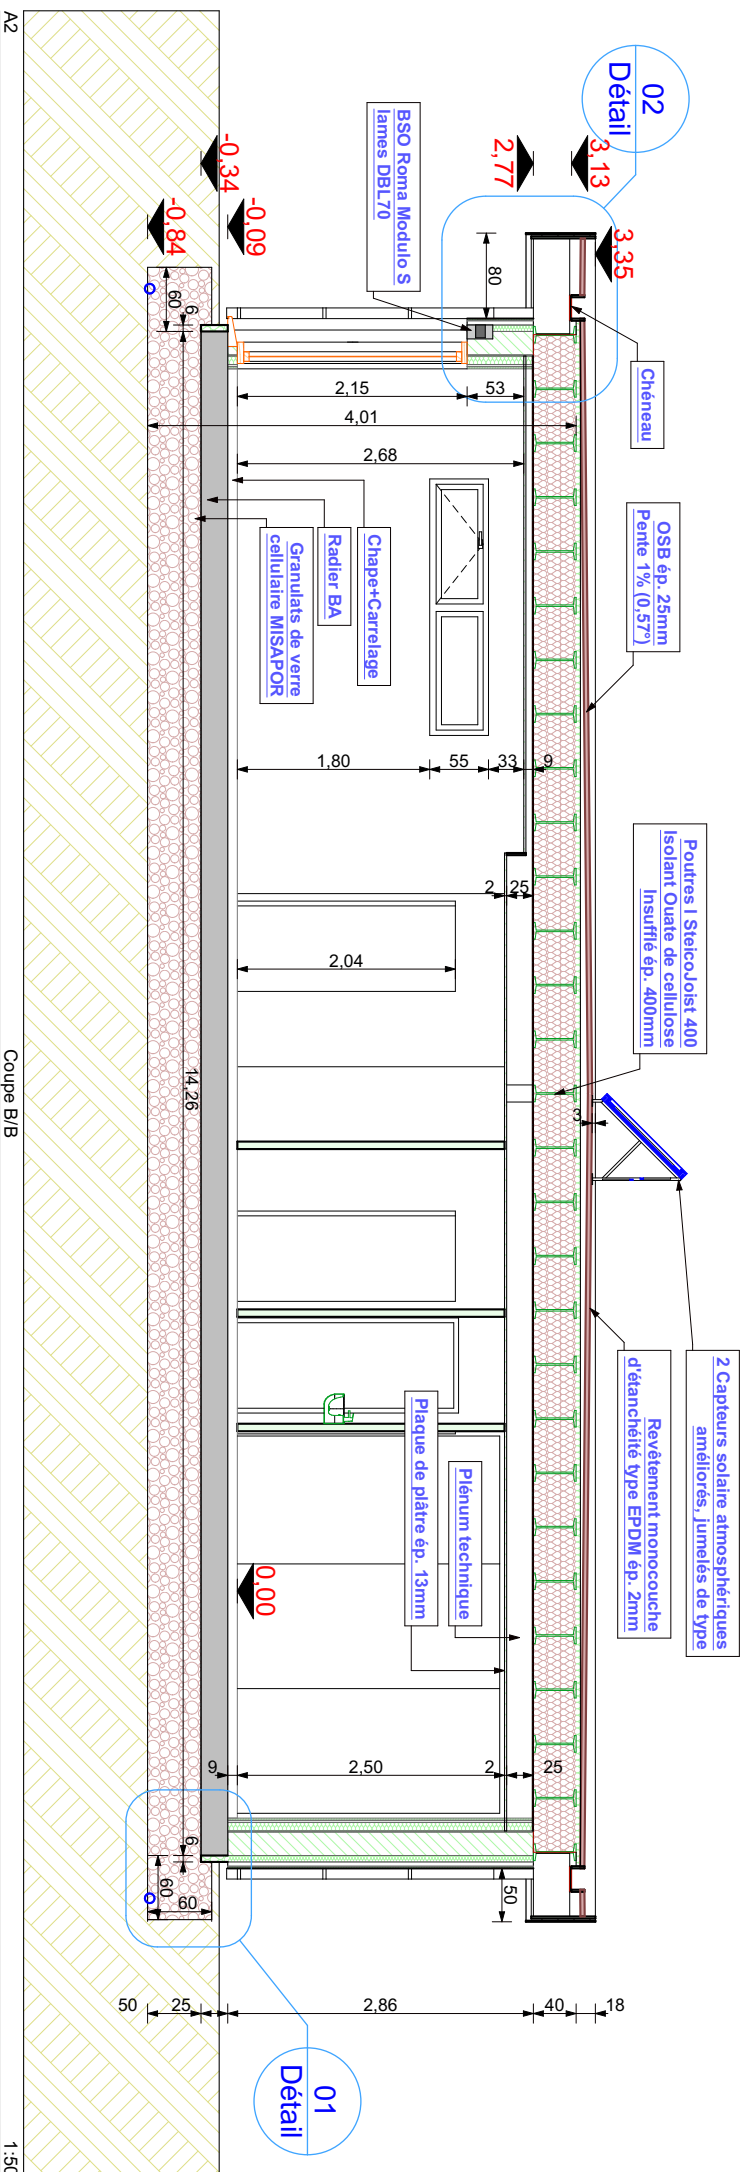 02
Détail
3,13
2,77
3,35
-0,34
-0,84
-0,09
BSO Roma Modulo S
lames DBL70
Chéneau
OSB ép. 25mm
Pente 1% (0,57°)
Poutres I SteicoJoist 400
Isolant Ouate de cellulose
Insufflé ép. 400mm
2 Capteurs solaire atmosphériques
améliorés, jumelés de type
Revêtement monocouche
d'étanchéité type EPDM ép. 2mm
Chape+Carrelage
Radier BA
Granulats de verre
cellulaire MISAPOR
Plénum technique
Plaque de plâtre ép. 13mm
0,00
80
60
6
2,15
53
4,01
2,68
1,80
55
33
9
2
25
2,04
14,26
3
9
2,50
2
25
6
60
60
50
50
25
2,86
40
18
01
Détail
A2
Coupe B/B
1:50